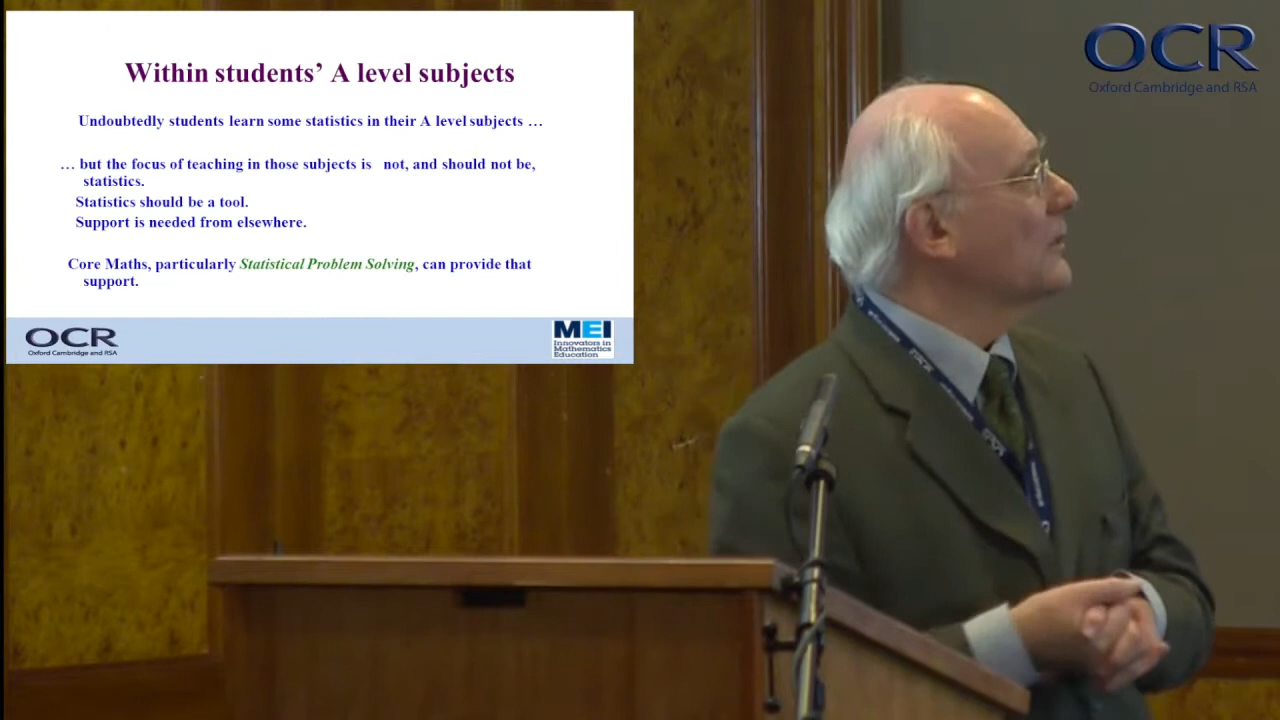 Within students’ A level subjects
Undoubtedly students learn some statistics in their A level subjects …
… but the focus of teaching in those subjects is not, and should not be,
statistics.
Statistics should be a tool.
Support is needed from elsewhere.
Core Maths, particularly Statistical Problem Solving, can provide that
support.
OCR
Oxford Cambridge and RSA
MEI
Innovators in
Mathematics
Education
OCR
Oxford Cambridge and RSA